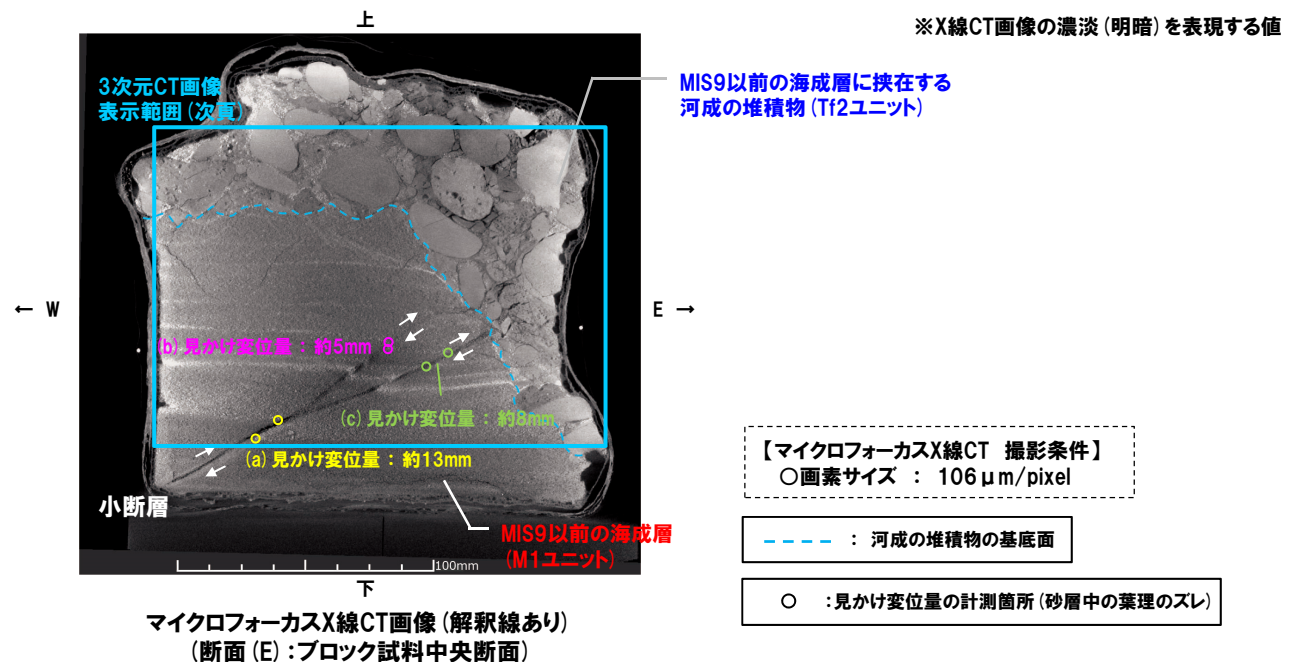 上
※X線CT画像の濃淡(明暗)を表現する値
3次元CT画像
表示範囲(次頁)
MIS9以前の海成層に挟在する
河成の堆積物(Tf2ユニット)
← W
E →
(b)見かけ変位量:約5mm
(c)見かけ変位量:約8mm
(a)見かけ変位量:約13mm
小断層
MIS9以前の海成層
(M1ユニット)
100mm
下
マイクロフォーカスX線CT画像(解釈線あり)
(断面(E):ブロック試料中央断面)
【マイクロフォーカスX線CT 撮影条件】
○画素サイズ : 106μm/pixel
: 河成の堆積物の基底面
:見かけ変位量の計測箇所(砂層中の葉理のズレ)